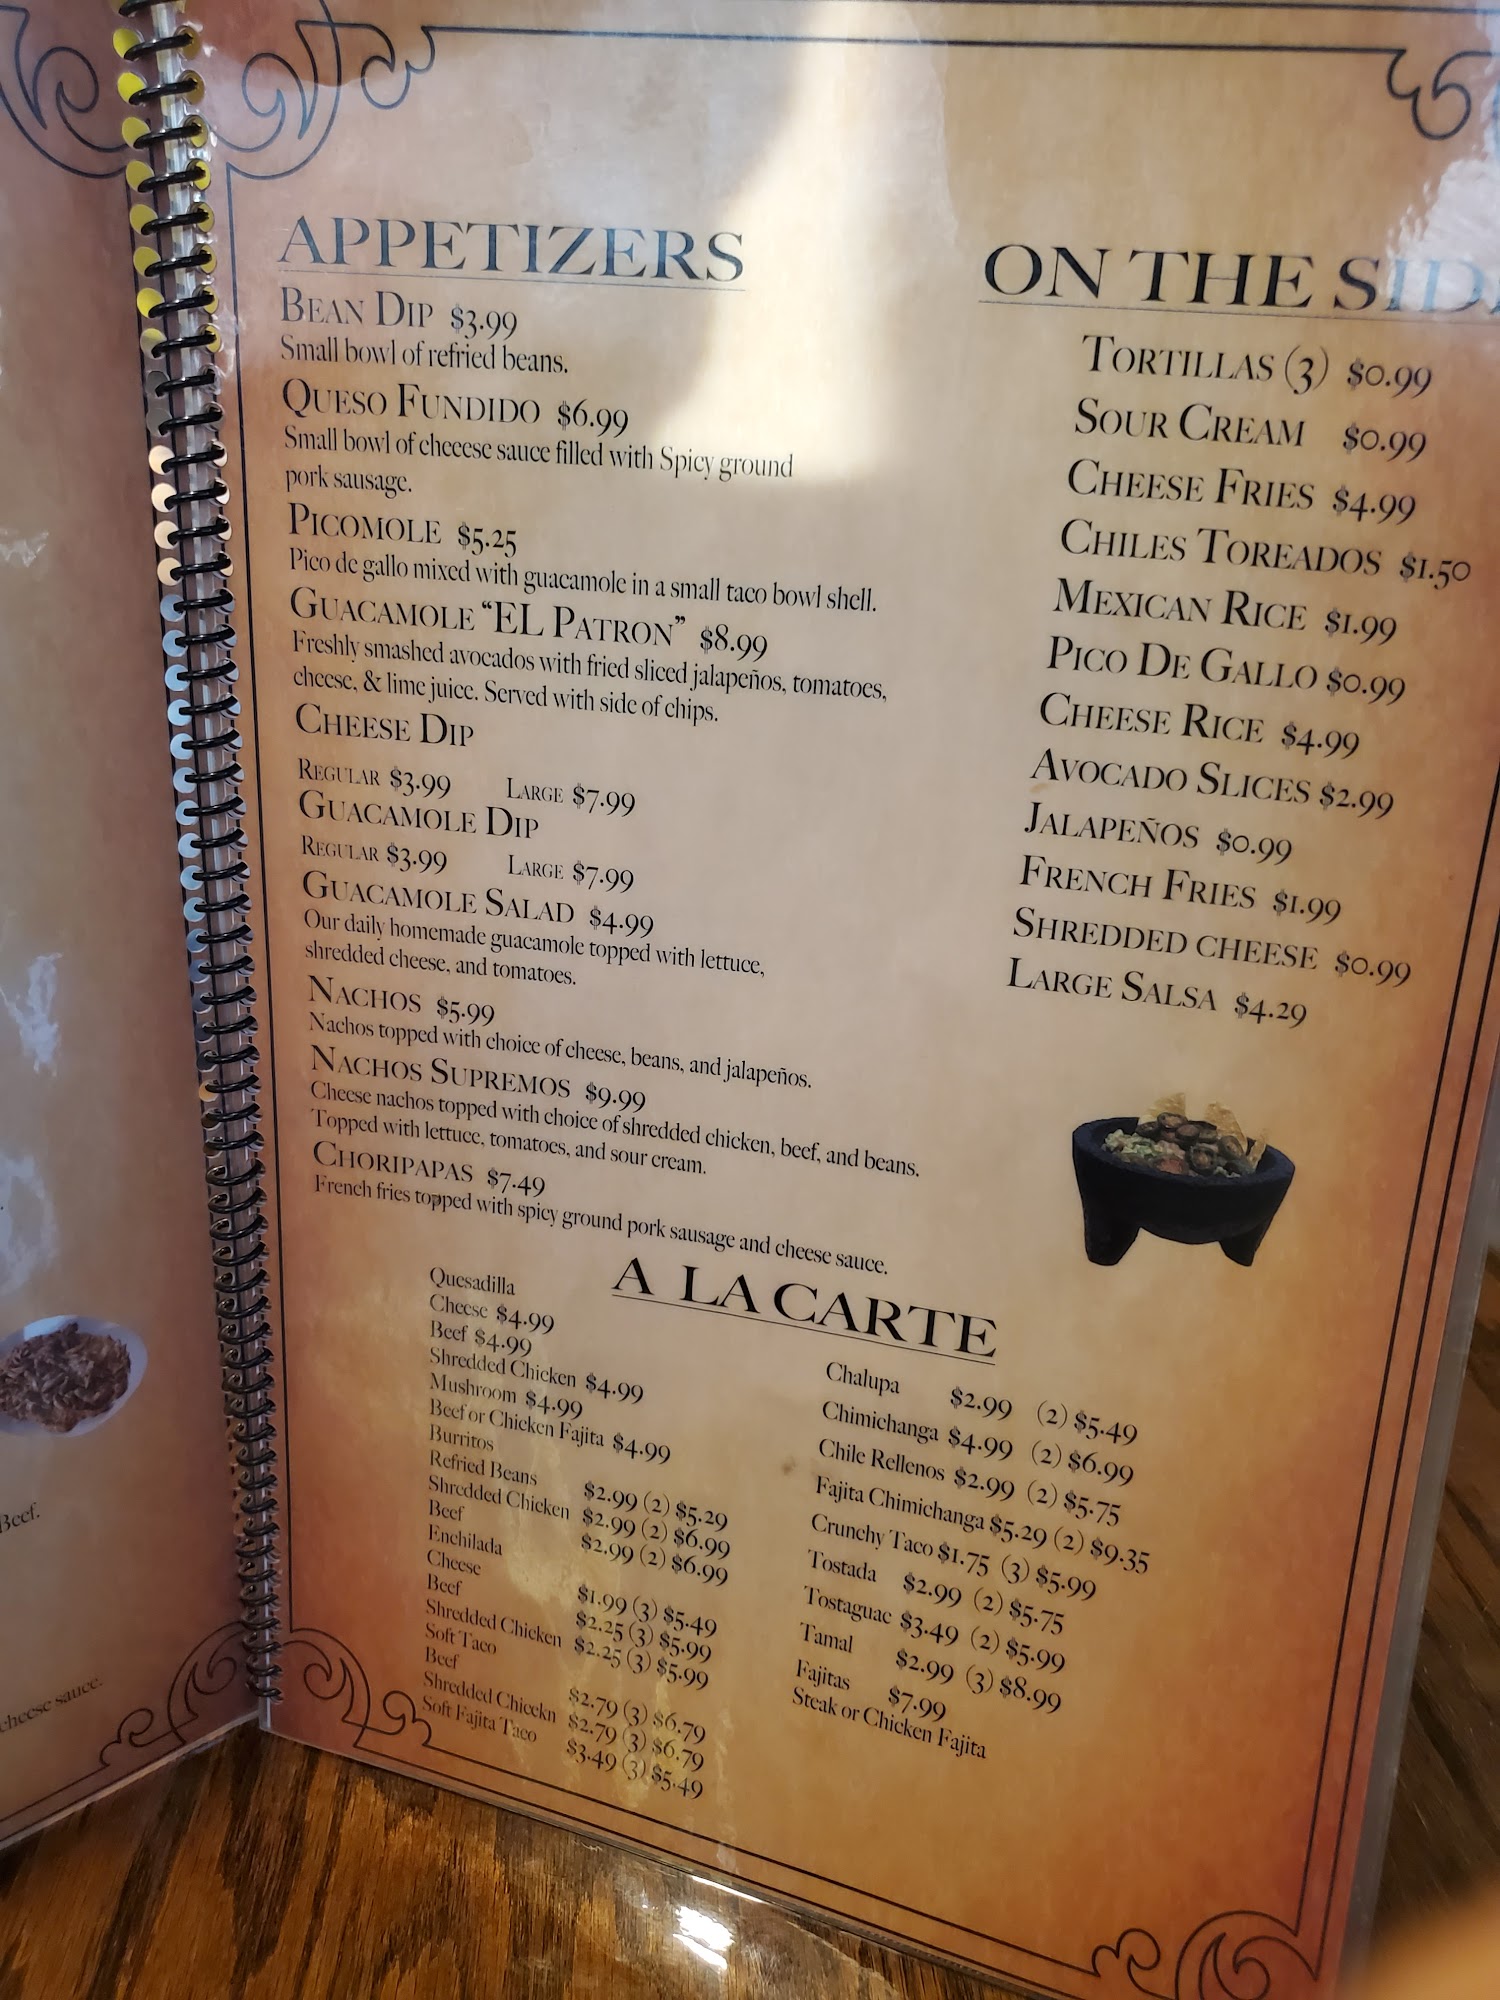 APPETIZERS
BEAN DIP $3.99
Small bowl of refried beans.
QUESO FUNDIDO $6.99
Small bowl of cheeese sauce filled with Spicy ground
pork sausage.
PICOMOLE $5.25
Pico de gallo mixed with guacamole in a small taco bowl shell.
GUACAMOLE “EL PATRON” $8.99
Freshly smashed avocados with fried sliced jalapeños, tomatoes,
cheese, & lime juice. Served with side of chips.
CHEESE DIP
REGULAR $3.99 LARGE $7.99
GUACAMOLE DIP
REGULAR $3.99 LARGE $7.99
GUACAMOLE SALAD $4.99
Our daily homemade guacamole topped with lettuce,
shredded cheese, and tomatoes.
NACHOS $5.99
Nachos topped with choice of cheese, beans, and jalapeños.
NACHOS SUPREMOS $9.99
Cheese nachos topped with choice of shredded chicken, beef, and beans.
Topped with lettuce, tomatoes, and sour cream.
CHORIPAPAS $7.49
French fries topped with spicy ground pork sausage and cheese sauce.
ON THE SID
TORTILLAS (3) $0.99
SOUR CREAM $0.99
CHEESE FRIES $4.99
CHILES TOREADOS $1.50
MEXICAN RICE $1.99
PICO DE GALLO $0.99
CHEESE RICE $4.99
AVOCADO SLICES $2.99
JALAPEÑOS $0.99
FRENCH FRIES $1.99
SHREDDED CHEESE $0.99
LARGE SALSA $4.29
A LA CARTE
Quesadilla
Cheese $4.99
Beef $4.99
Shredded Chicken $4.99
Mushroom $4.99
Beef or Chicken Fajita $4.99
Burritos
Refried Beans $2.99 (2) $5.29
Shredded Chicken $2.99 (2) $6.99
Beef $2.99 (2) $6.99
Enchilada
Cheese $1.99 (3) $5.49
Beef $2.25 (3) $5.99
Shredded Chicken $2.25 (3) $5.99
Soft Taco
Beef $2.79 (3) $6.79
Shredded Chicekn $2.79 (3) $6.79
Soft Fajita Taco $3.49 (3) $5.49
Chalupa $2.99 (2) $5.49
Chimichanga $4.99 (2) $6.99
Chile Rellenos $2.99 (2) $5.75
Fajita Chimichanga $5.29 (2) $9.35
Crunchy Taco $1.75 (3) $5.99
Tostada $2.99 (2) $5.75
Tostaguac $3.49 (2) $5.99
Tamal $2.99 (3) $8.99
Fajitas $7.99
Steak or Chicken Fajita
Beef.
cheese sauce.